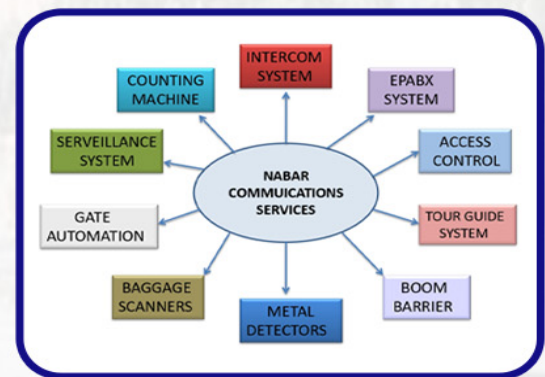 INTERCOM
SYSTEM
COUNTING
MACHINE
EPABX
SYSTEM
SERVEILLANCE
SYSTEM
ACCESS
CONTROL
NABAR
COMMUICATIONS
SERVICES
GATE
AUTOMATION
TOUR GUIDE
SYSTEM
BAGGAGE
SCANNERS
METAL
DETECTORS
BOOM
BARRIER